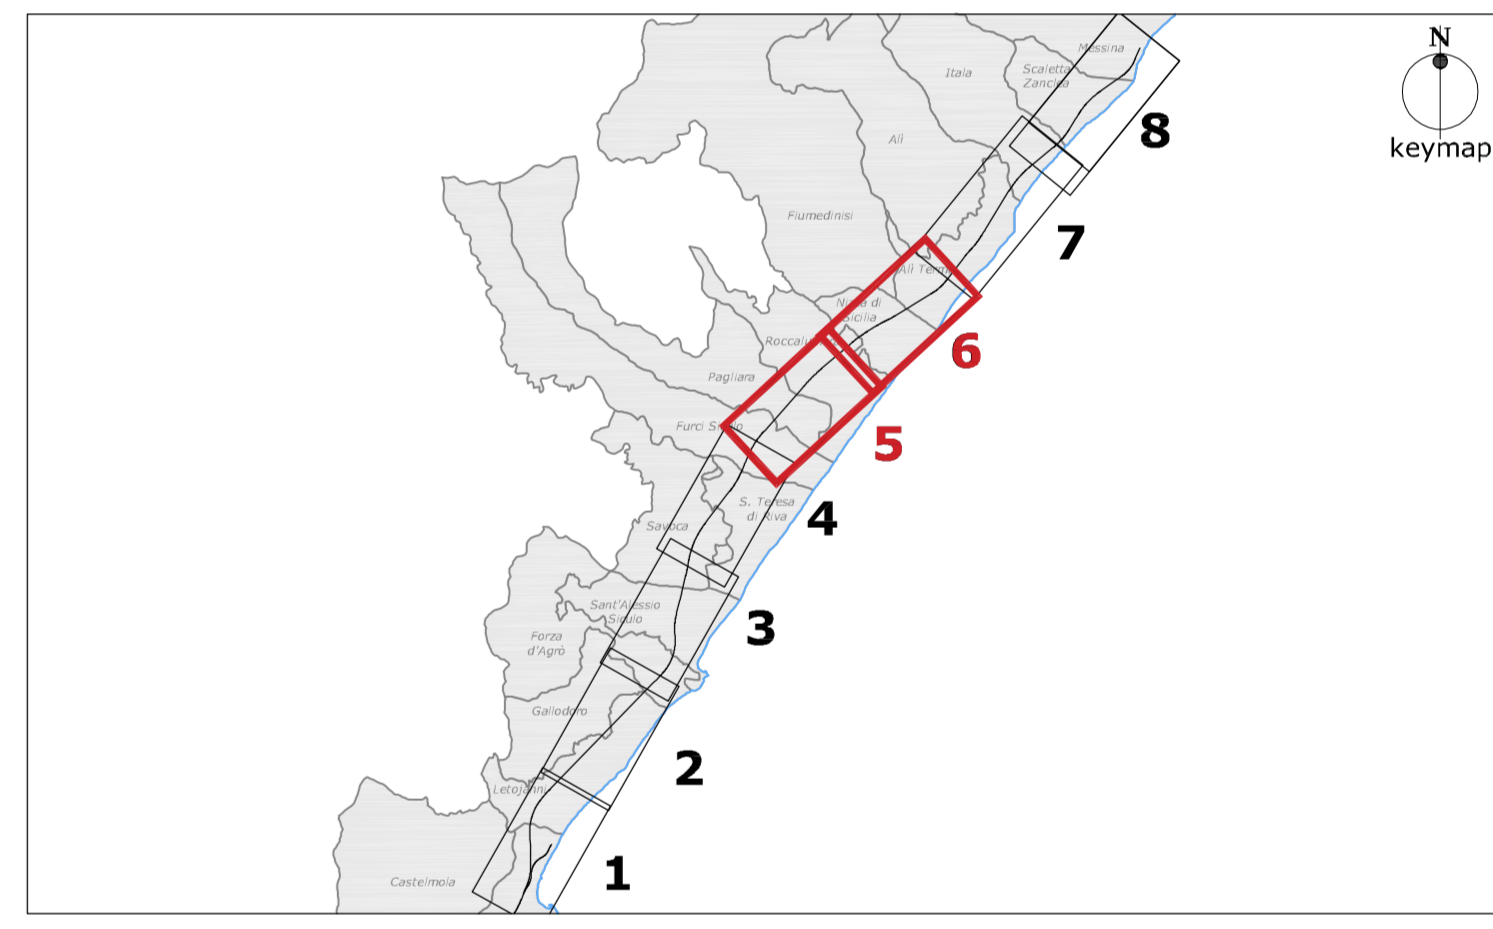 N
keymap
Messina
Scaletta
Zanclea
Itala
8
Alì
Fiumedinisi
7
Alì Terme
Nizza di
Sicilia
Roccalumera
6
Pagliara
Furci Siculo
5
S. Teresa
di Riva
4
Savoca
Sant'Alessio
Siculo
3
Forza
d'Agrò
Gallodoro
2
Letojanni
1
Castelmola